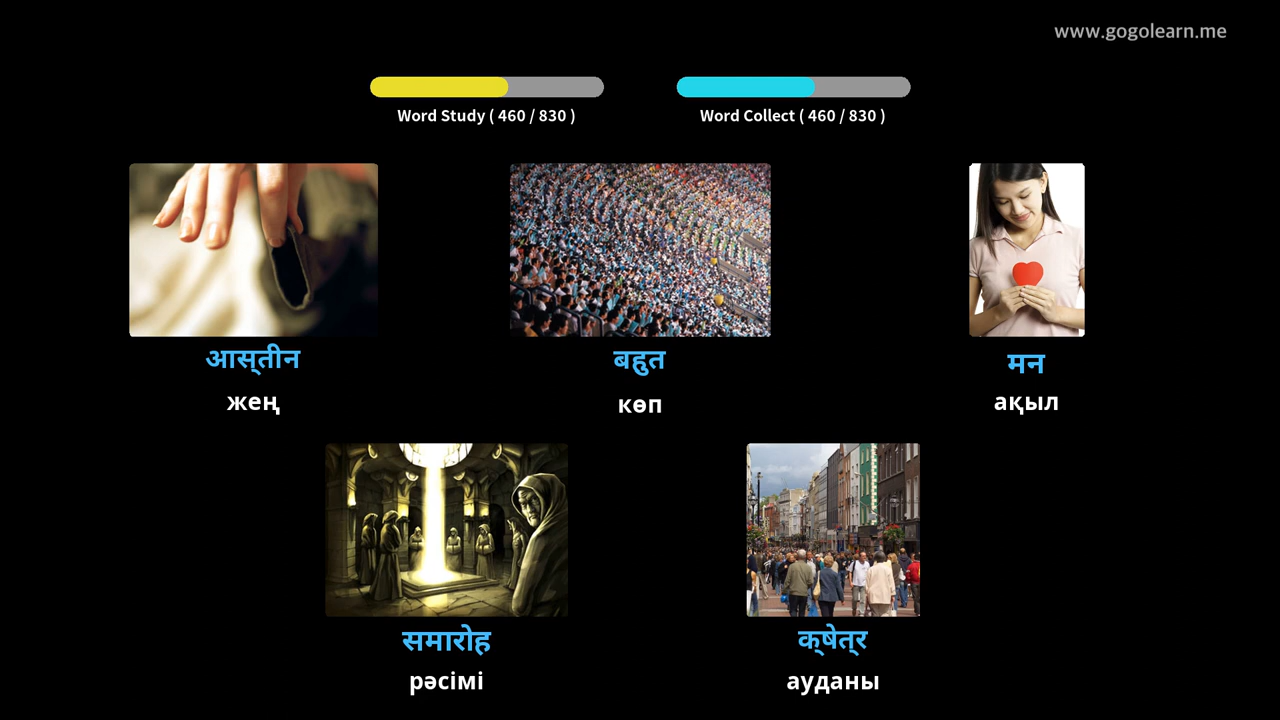 www.gogolearn.me
Word Study ( 460 / 830 )
Word Collect ( 460 / 830 )
आस्तीन
жең
बहुत
көп
मन
ақыл
समारोह
рәсімі
क्षेत्र
ауданы